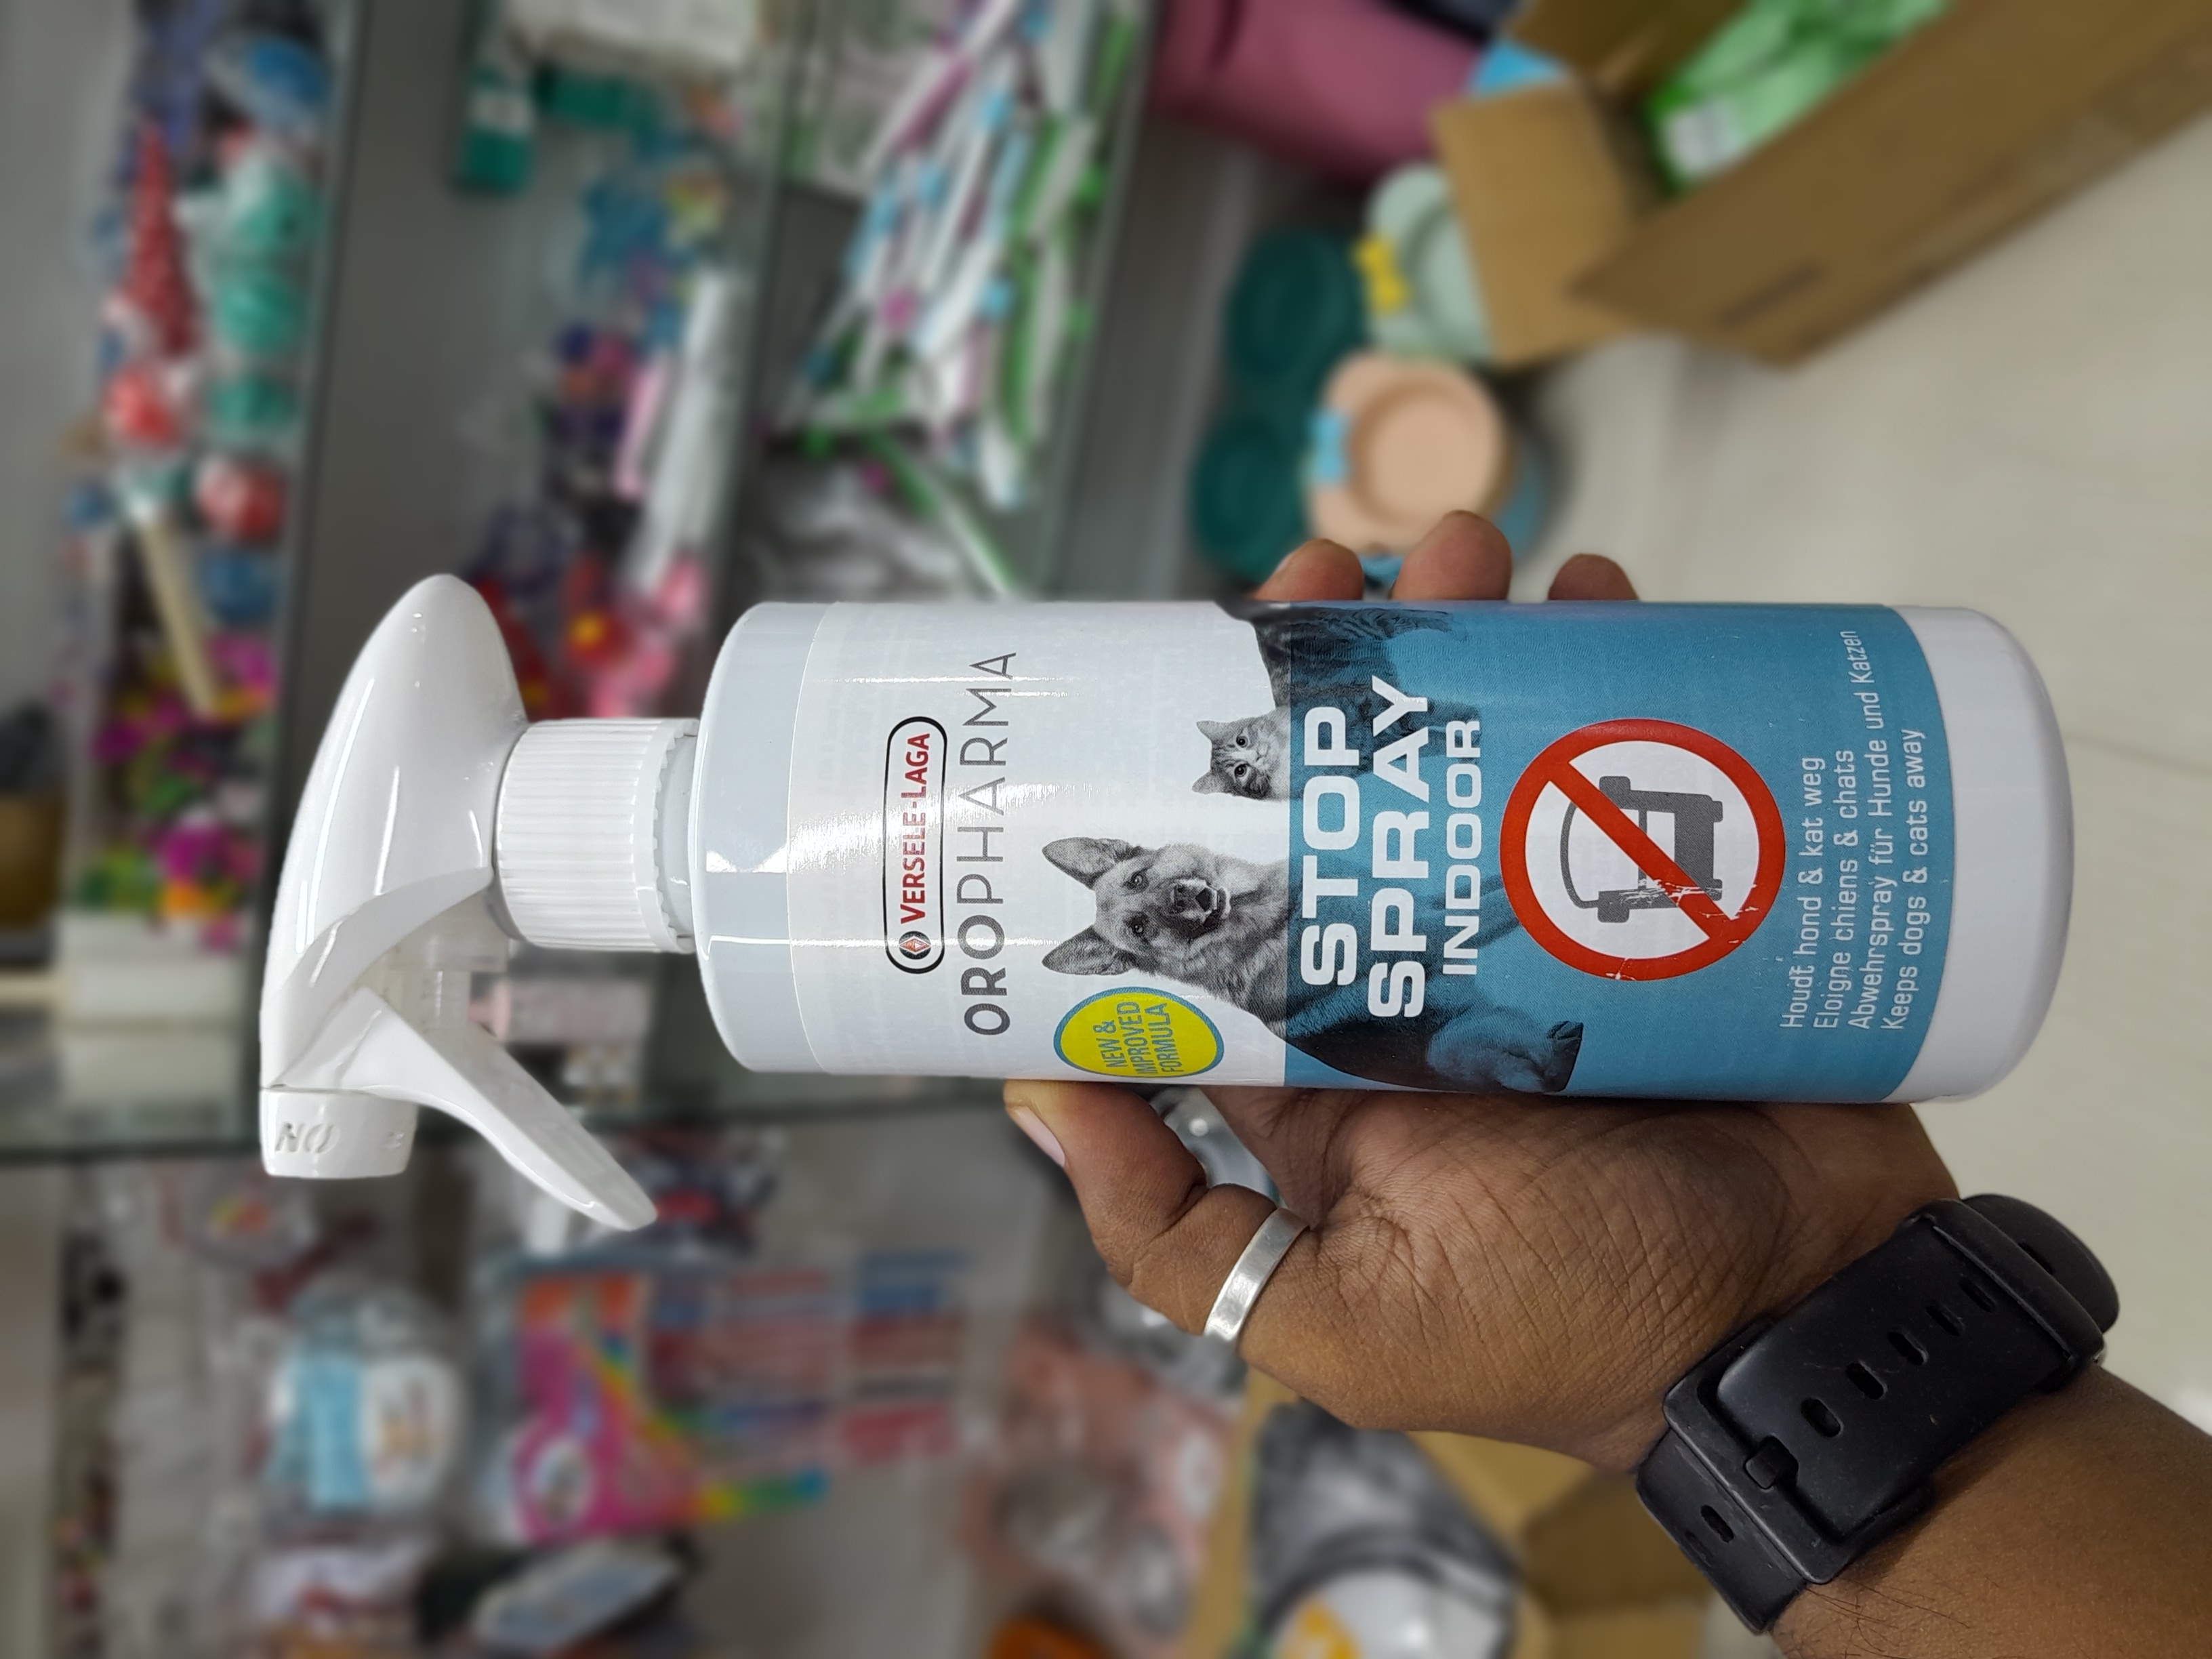 VERSELE-LAGA
OROPHARMA
NEW &
IMPROVED
FORMULA
STOP
SPRAY
INDOOR
Houdt hond & kat weg
Eloigne chiens & chats
Abwehrspray für Hunde und Katzen
Keeps dogs & cats away
ON